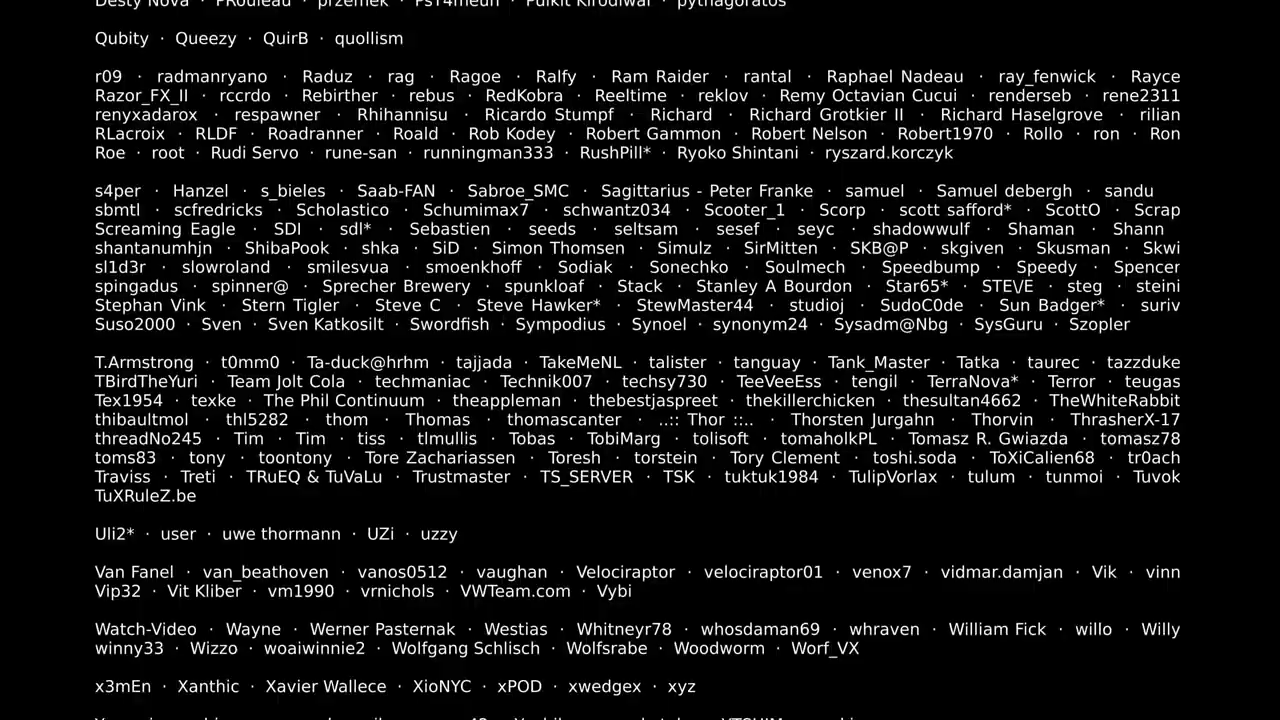 Desty Nova · PRouleau · przemek · PsT4meun · Pulkit Kirodiwal · pythagoratos
Qubity · Queezy · QuirB · quollism
r09 · radmanryano · Raduz · rag · Ragoe · Ralfy · Ram Raider · rantal · Raphael Nadeau · ray_fenwick · Rayce
Razor_FX_II · rccrdo · Rebirther · rebus · RedKobra · Reeltime · reklov · Remy Octavian Cucui · renderseb · rene2311
renyxadarox · respawner · Rhihannisu · Ricardo Stumpf · Richard · Richard Grotkier II · Richard Haselgrove · rilian
RLacroix · RLDF · Roadranner · Roald · Rob Kodey · Robert Gammon · Robert Nelson · Robert1970 · Rollo · ron · Ron
Roe · root · Rudi Servo · rune-san · runningman333 · RushPill* · Ryoko Shintani · ryszard.korczyk
s4per · Hanzel · s_bieles · Saab-FAN · Sabroe_SMC · Sagittarius - Peter Franke · samuel · Samuel debergh · sandu
sbmtl · scfredricks · Scholastico · Schumimax7 · schwantz034 · Scooter_1 · Scorp · scott safford* · ScottO · Scrap
Screaming Eagle · SDI · sdl* · Sebastien · seeds · seltsam · sesef · seyc · shadowwulf · Shaman · Shann
shantanumhjn · ShibaPook · shka · SiD · Simon Thomsen · Simulz · SirMitten · SKB@P · skgiven · Skusman · Skwi
sl1d3r · slowroland · smilesvua · smoenkhoff · Sodiak · Sonechko · Soulmech · Speedbump · Speedy · Spencer
spingadus · spinner@ · Sprecher Brewery · spunkloaf · Stack · Stanley A Bourdon · Star65* · STE\/E · steg · steini
Stephan Vink · Stern Tigler · Steve C · Steve Hawker* · StewMaster44 · studioj · SudoC0de · Sun Badger* · suriv
Suso2000 · Sven · Sven Katkosilt · Swordfish · Sympodius · Synoel · synonym24 · Sysadm@Nbg · SysGuru · Szopler
T.Armstrong · t0mm0 · Ta-duck@hrhm · tajjada · TakeMeNL · talister · tanguay · Tank_Master · Tatka · taurec · tazzduke
TBirdTheYuri · Team Jolt Cola · techmaniac · Technik007 · techsy730 · TeeVeeEss · tengil · TerraNova* · Terror · teugas
Tex1954 · texke · The Phil Continuum · theappleman · thebestjaspreet · thekillerchicken · thesultan4662 · TheWhiteRabbit
thibaultmol · thl5282 · thom · Thomas · thomascanter · ..:: Thor ::.. · Thorsten Jurgahn · Thorvin · ThrasherX-17
threadNo245 · Tim · Tim · tiss · tlmullis · Tobas · TobiMarg · tolisoft · tomaholkPL · Tomasz R. Gwiazda · tomasz78
toms83 · tony · toontony · Tore Zachariassen · Toresh · torstein · Tory Clement · toshi.soda · ToXiCalien68 · tr0ach
Traviss · Treti · TRuEQ & TuVaLu · Trustmaster · TS_SERVER · TSK · tuktuk1984 · TulipVorlax · tulum · tunmoi · Tuvok
TuXRuleZ.be
Uli2* · user · uwe thormann · UZi · uzzy
Van Fanel · van_beathoven · vanos0512 · vaughan · Velociraptor · velociraptor01 · venox7 · vidmar.damjan · Vik · vinn
Vip32 · Vit Kliber · vm1990 · vrnichols · VWTeam.com · Vybi
Watch-Video · Wayne · Werner Pasternak · Westias · Whitneyr78 · whosdaman69 · whraven · William Fick · willo · Willy
winny33 · Wizzo · woaiwinnie2 · Wolfgang Schlisch · Wolfsrabe · Woodworm · Worf_VX
x3mEn · Xanthic · Xavier Wallece · XioNYC · xPOD · xwedgex · xyz